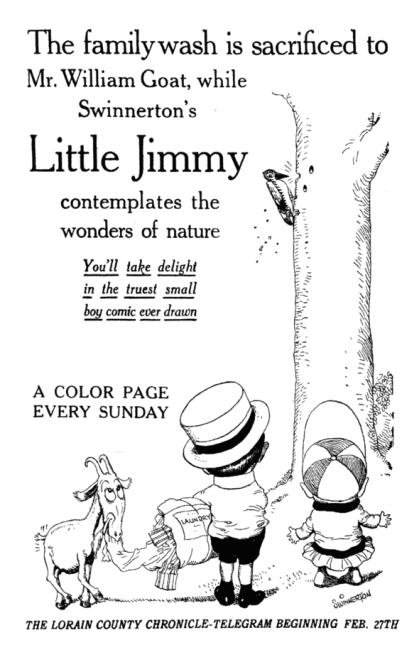 The family wash is sacrificed to
Mr. William Goat, while
Swinnerton's
Little Jimmy
contemplates the
wonders of nature
You'll take delight
in the truest small
boy comic ever drawn
A COLOR PAGE
EVERY SUNDAY
LAUNDRY
SWINNERTON
THE LORAIN COUNTY CHRONICLE-TELEGRAM BEGINNING FEB. 27TH